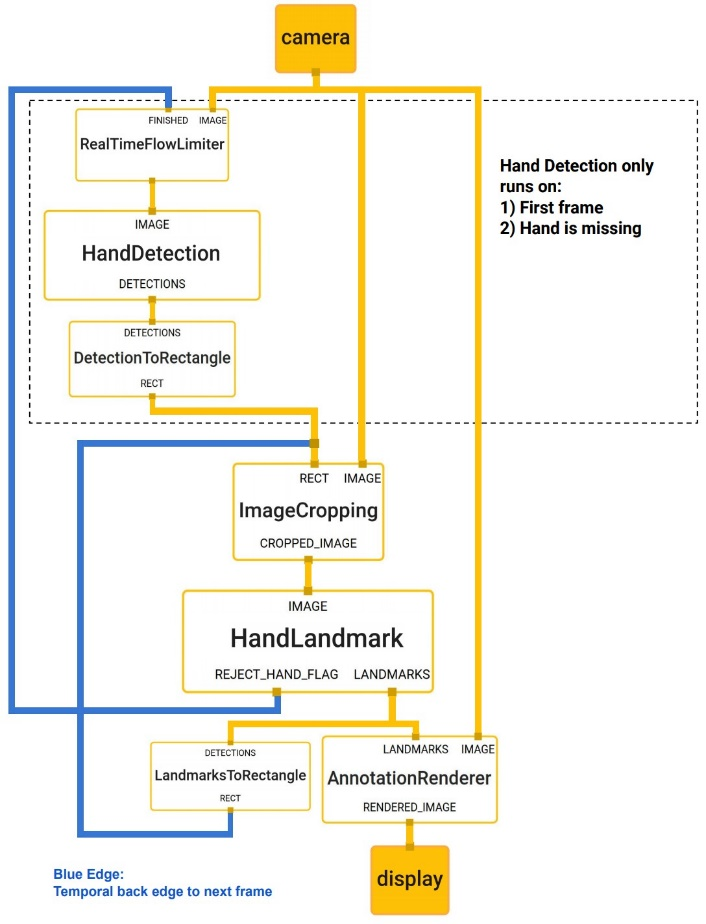 camera
FINISHED IMAGE
RealTimeFlowLimiter
Hand Detection only
runs on:
1) First frame
2) Hand is missing
IMAGE
HandDetection
DETECTIONS
DETECTIONS
DetectionToRectangle
RECT
RECT IMAGE
ImageCropping
CROPPED_IMAGE
IMAGE
HandLandmark
REJECT_HAND_FLAG LANDMARKS
DETECTIONS
LandmarksToRectangle
RECT
LANDMARKS IMAGE
AnnotationRenderer
RENDERED_IMAGE
display
Blue Edge:
Temporal back edge to next frame